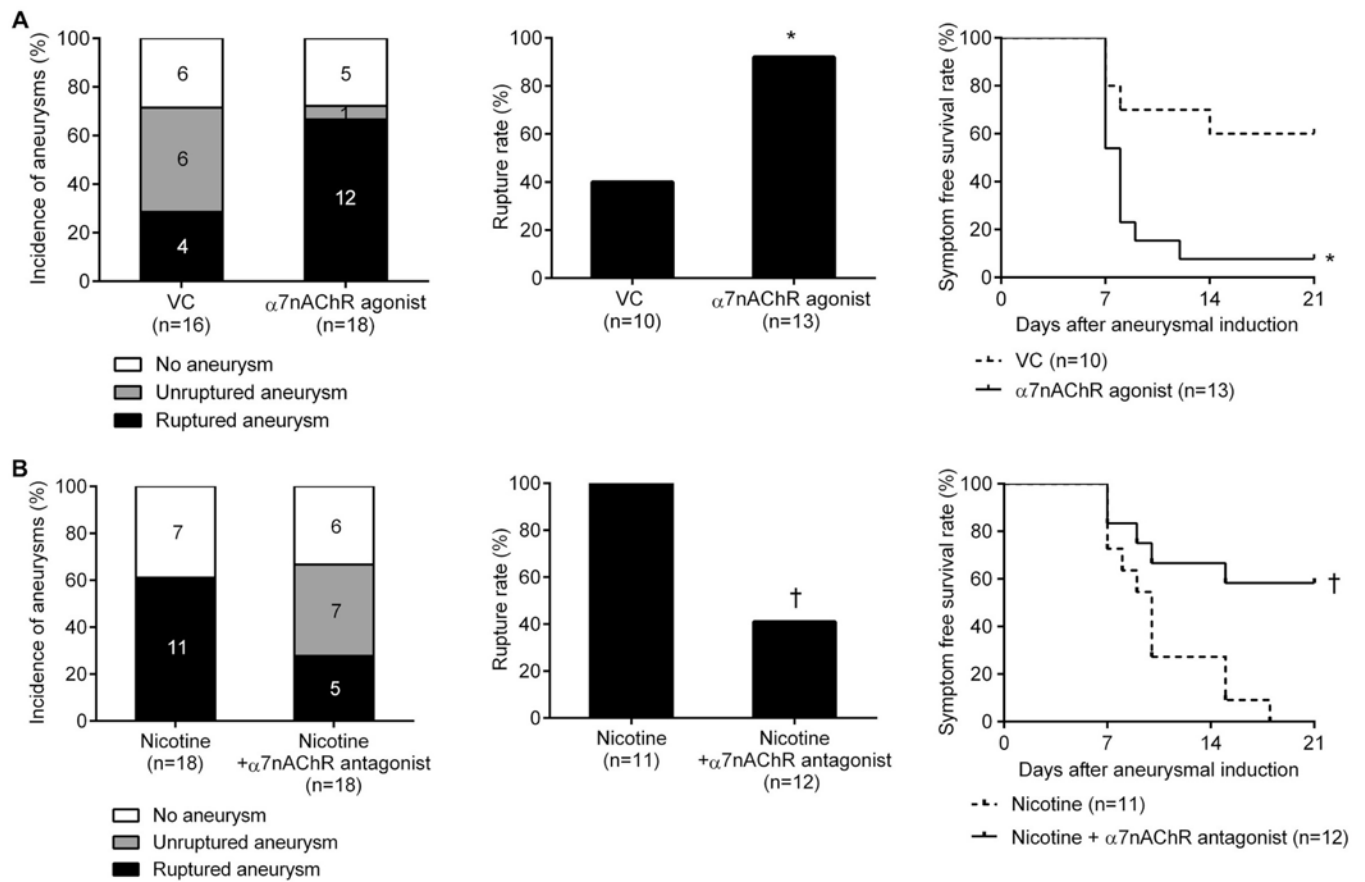 A
Incidence of aneurysms (%)
100
80
60
40
20
0
6
6
4
5
1
12
VC
(n=16)
α7nAChR agonist
(n=18)
No aneurysm
Unruptured aneurysm
Ruptured aneurysm
Rupture rate (%)
100
80
60
40
20
0
*
VC
(n=10)
α7nAChR agonist
(n=13)
Symptom free survival rate (%)
100
80
60
40
20
0
*
0 7 14 21
Days after aneurysmal induction
VC (n=10)
α7nAChR agonist (n=13)
B
Incidence of aneurysms (%)
100
80
60
40
20
0
7
11
6
7
5
Nicotine
(n=18)
Nicotine
+α7nAChR antagonist
(n=18)
No aneurysm
Unruptured aneurysm
Ruptured aneurysm
Rupture rate (%)
100
80
60
40
20
0
†
Nicotine
(n=11)
Nicotine
+α7nAChR antagonist
(n=12)
Symptom free survival rate (%)
100
80
60
40
20
0
†
0 7 14 21
Days after aneurysmal induction
Nicotine (n=11)
Nicotine + α7nAChR antagonist (n=12)